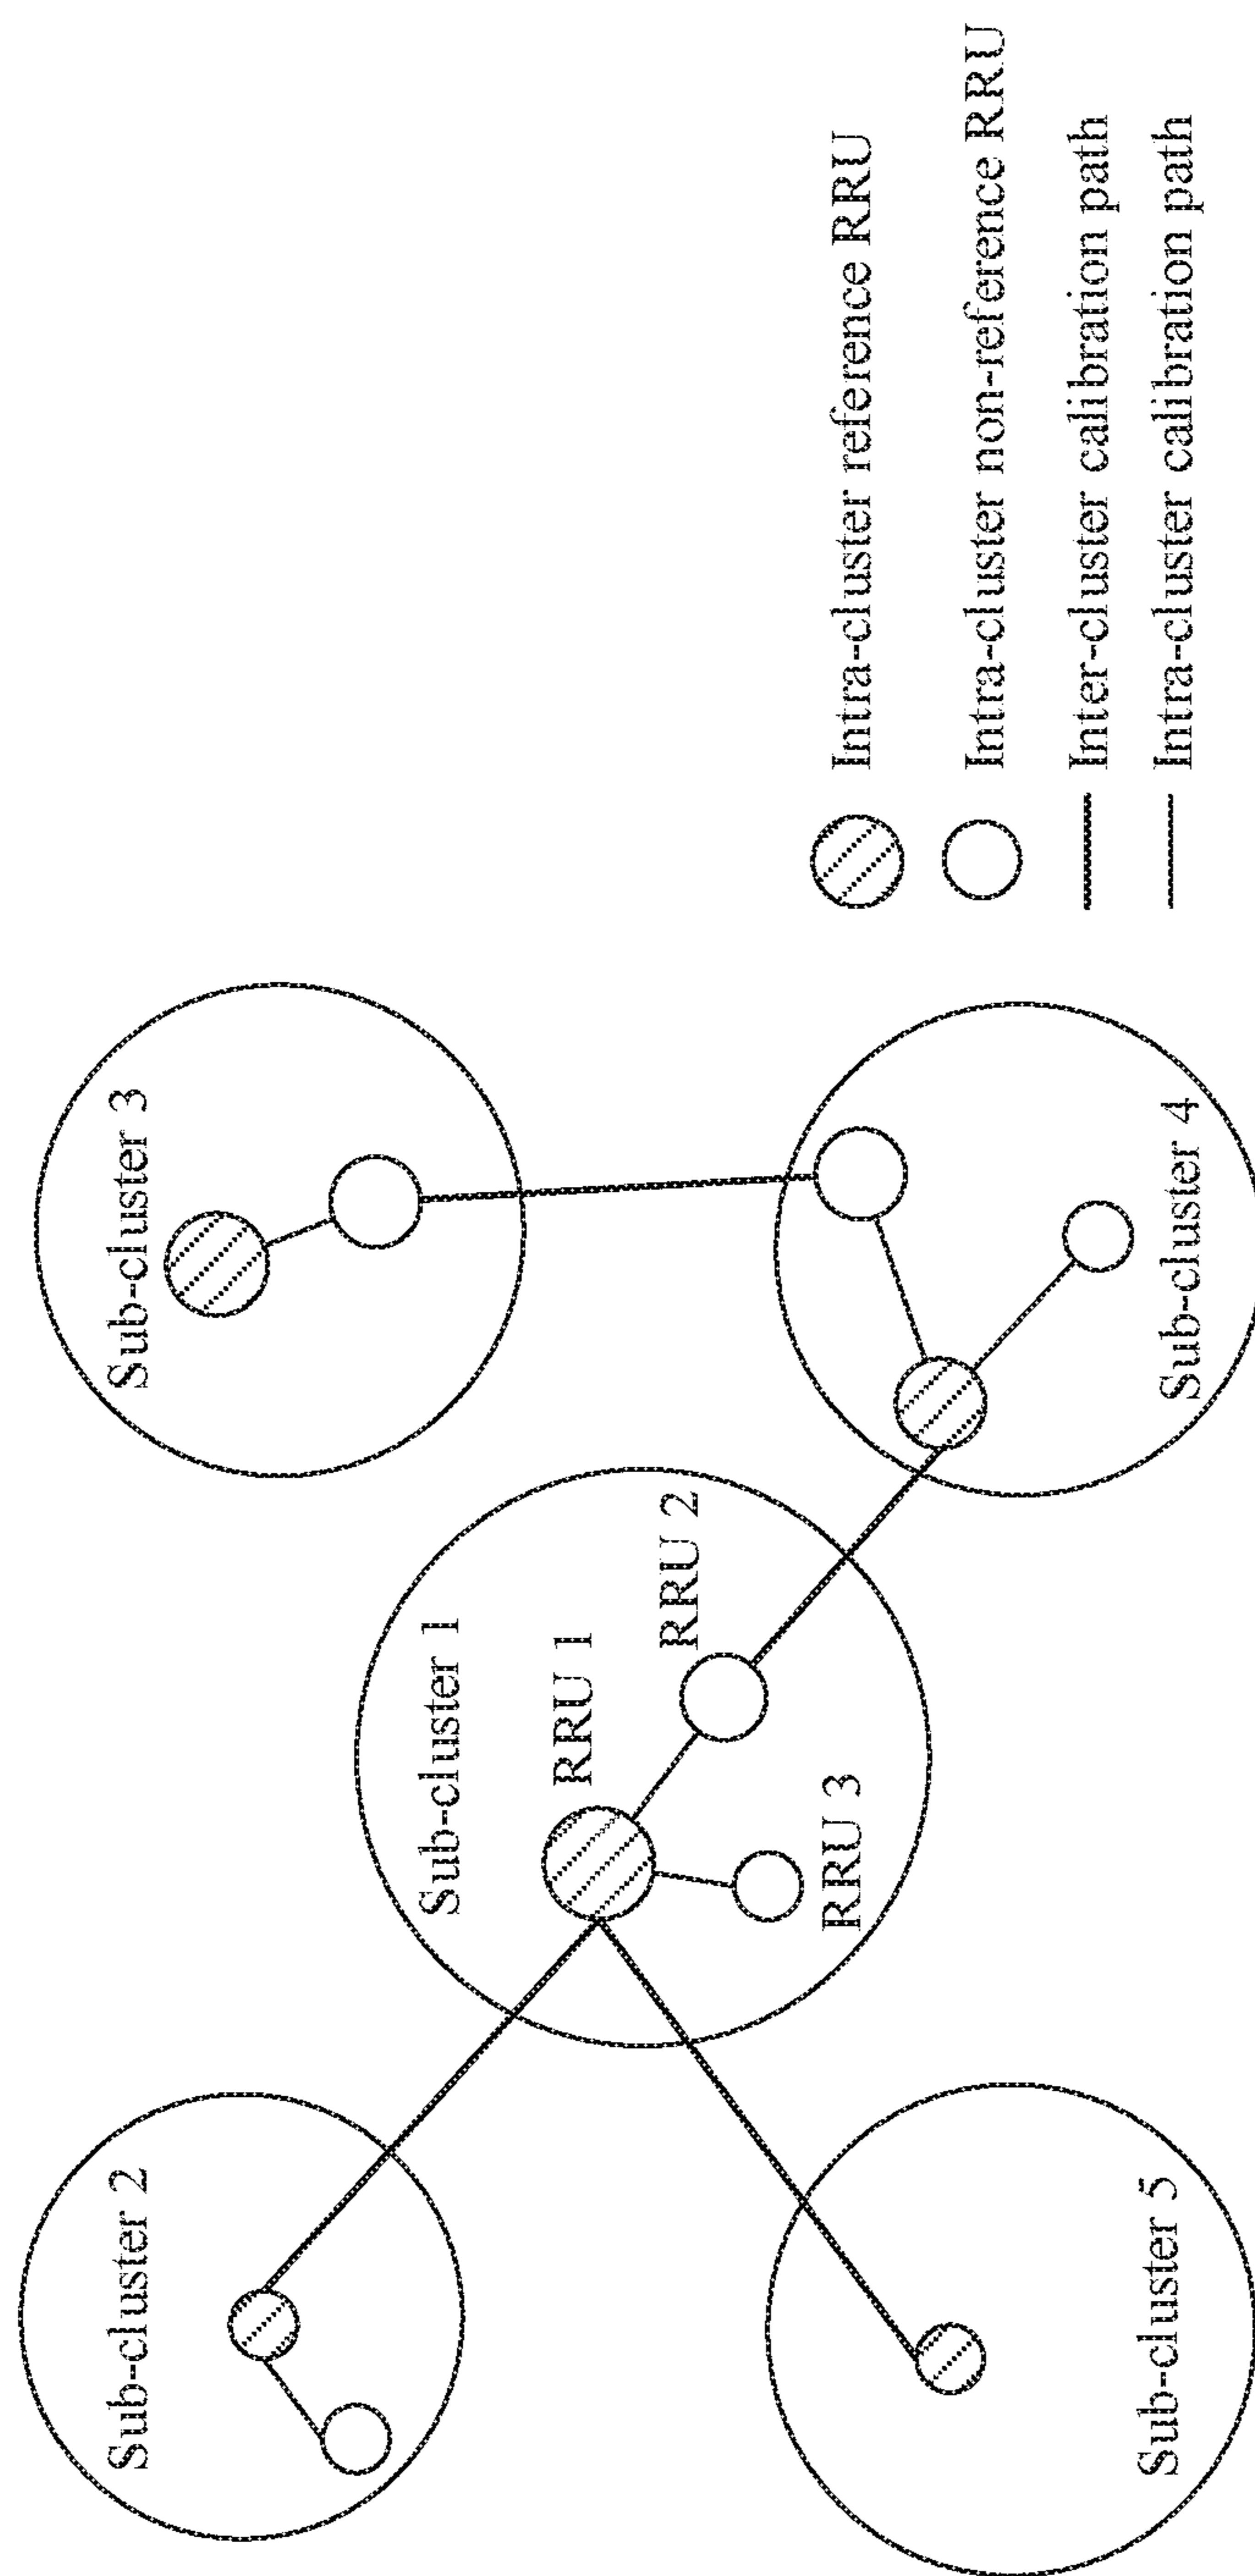 Sub-cluster 2
Sub-cluster 3
Sub-cluster 1
RRU 1
RRU 2
RRU 3
Sub-cluster 5
Sub-cluster 4
Intra-cluster reference RRU
Intra-cluster non-reference RRU
Inter-cluster calibration path
Intra-cluster calibration path